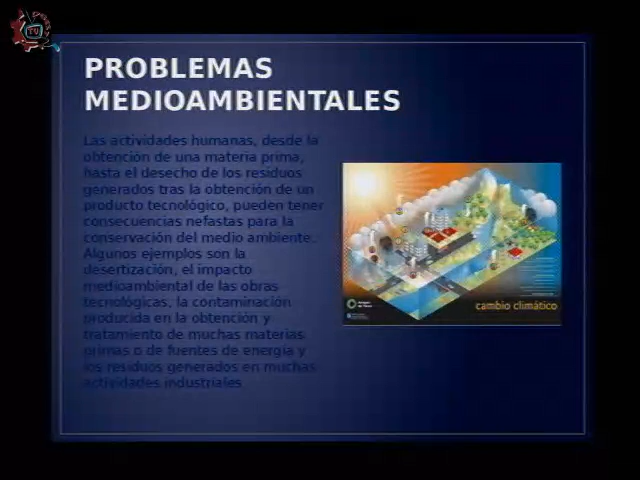 TV
PROBLEMAS
MEDIOAMBIENTALES
Las actividades humanas, desde la
obtención de una materia prima,
hasta el desecho de los residuos
generados tras la obtención de un
producto tecnológico, pueden tener
consecuencias nefastas para la
conservación del medio ambiente.
Algunos ejemplos son la
desertización, el impacto
medioambiental de las obras
tecnológicas, la contaminación
producida en la obtención y
tratamiento de muchas materias
primas o de fuentes de energía y
los residuos generados en muchas
actividades industriales
cambio climático